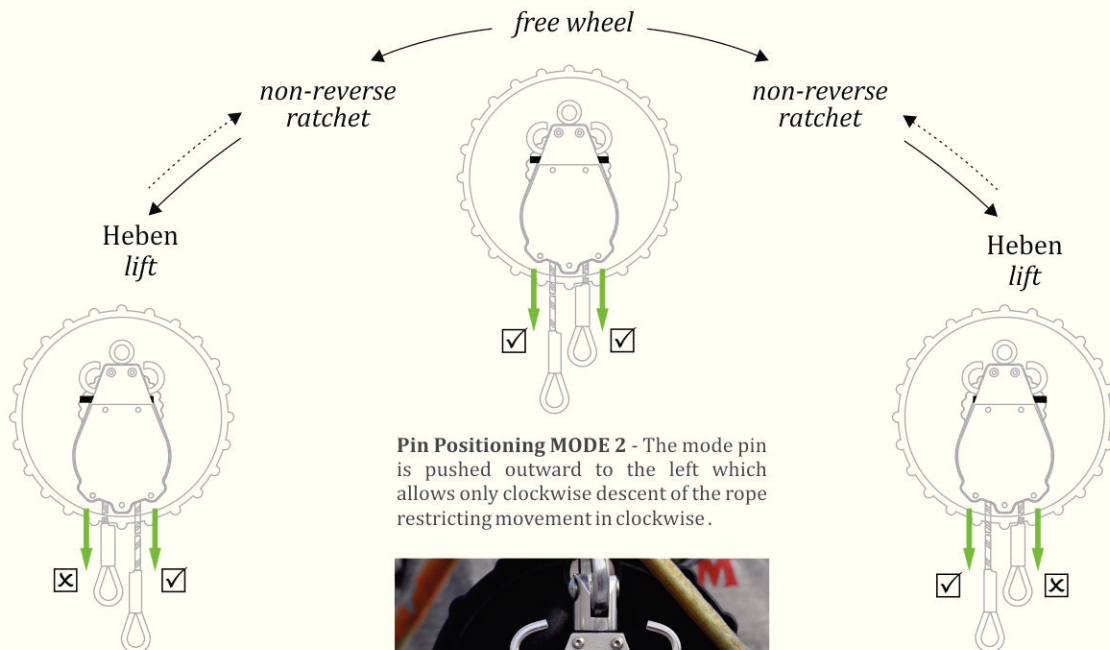 free wheel
non-reverse
ratchet
non-reverse
ratchet
Heben
lift
Heben
lift
Pin Positioning MODE 2 - The mode pin
is pushed outward to the left which
allows only clockwise descent of the rope
restricting movement in clockwise .
M